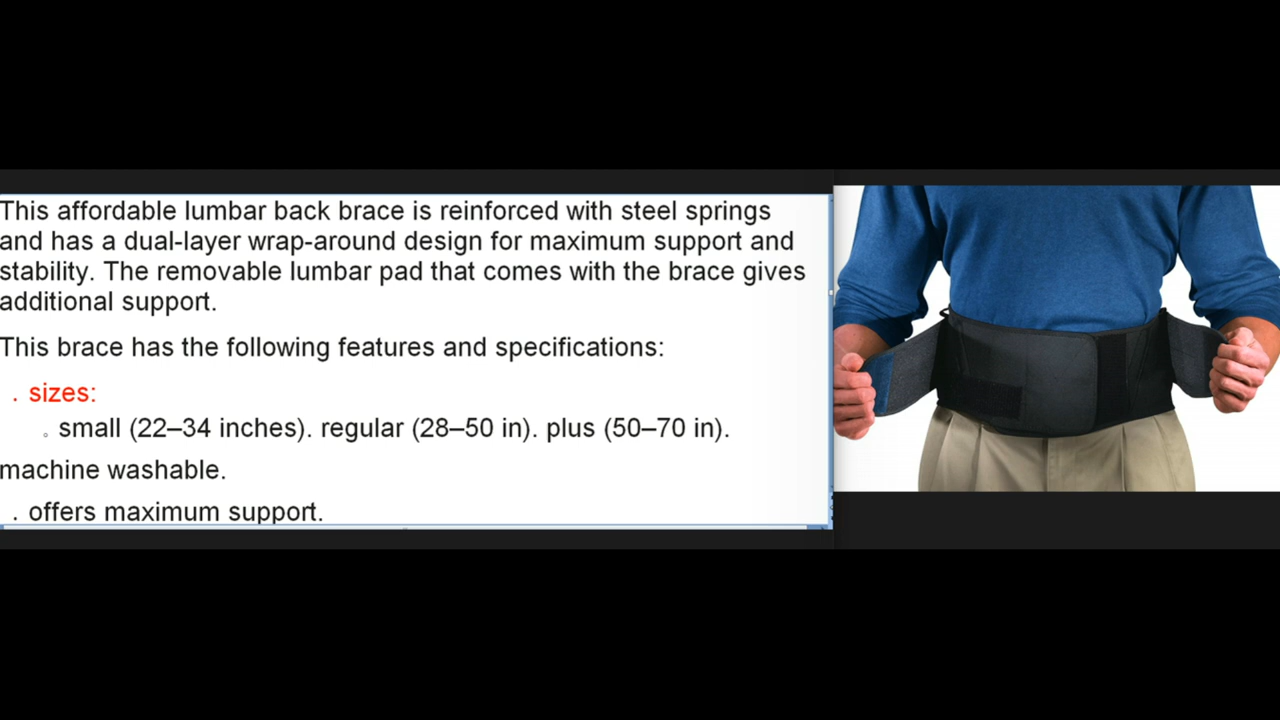 This affordable lumbar back brace is reinforced with steel springs
and has a dual-layer wrap-around design for maximum support and
stability. The removable lumbar pad that comes with the brace gives
additional support.
This brace has the following features and specifications:
. sizes:
◦ small (22–34 inches). regular (28–50 in). plus (50–70 in).
machine washable.
. offers maximum support.